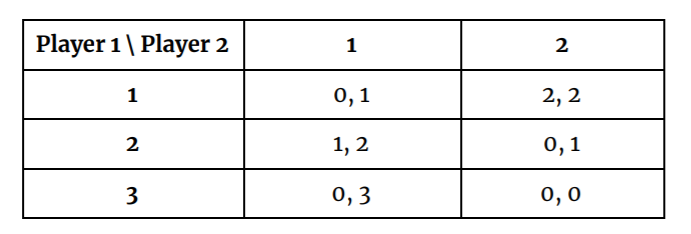 Player 1 \ Player 2 1 2
1 0, 1 2, 2
2 1, 2 0, 1
3 0, 3 0, 0